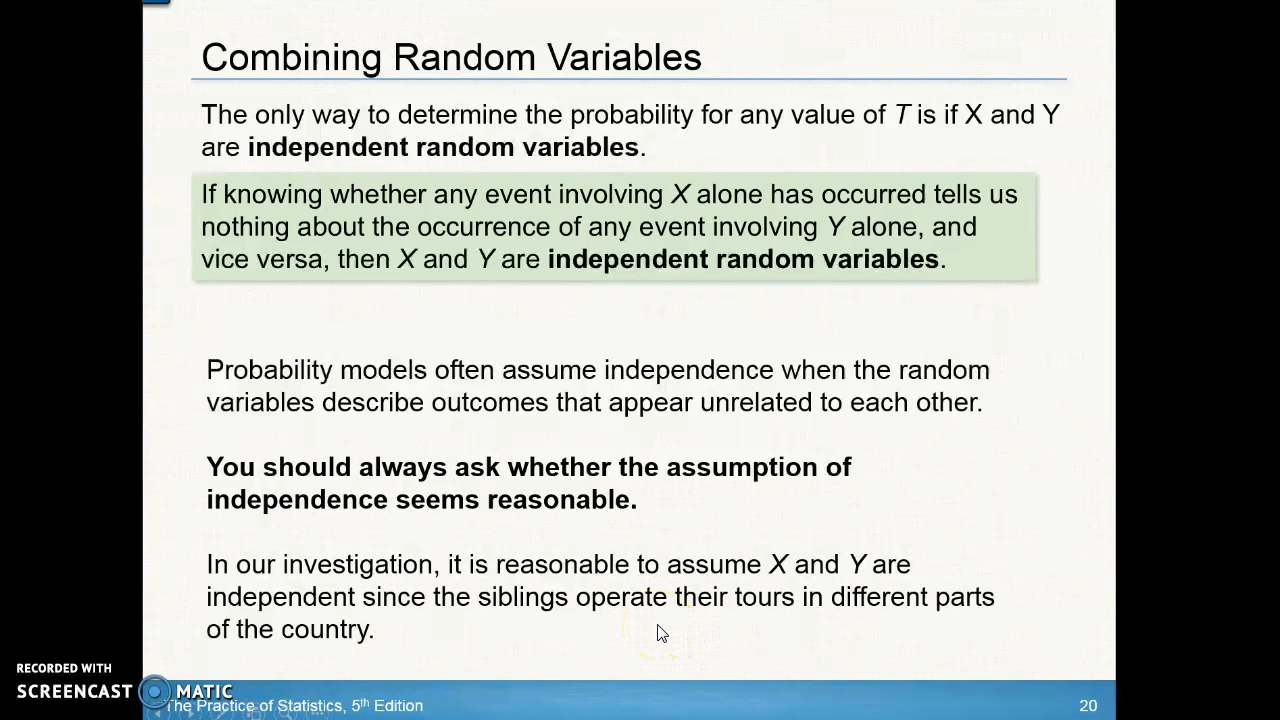 Combining Random Variables
The only way to determine the probability for any value of T is if X and Y
are independent random variables.
If knowing whether any event involving X alone has occurred tells us
nothing about the occurrence of any event involving Y alone, and
vice versa, then X and Y are independent random variables.
Probability models often assume independence when the random
variables describe outcomes that appear unrelated to each other.
You should always ask whether the assumption of
independence seems reasonable.
In our investigation, it is reasonable to assume X and Y are
independent since the siblings operate their tours in different parts
of the country.
RECORDED WITH
SCREENCAST MATIC
The Practice of Statistics, 5th Edition
20